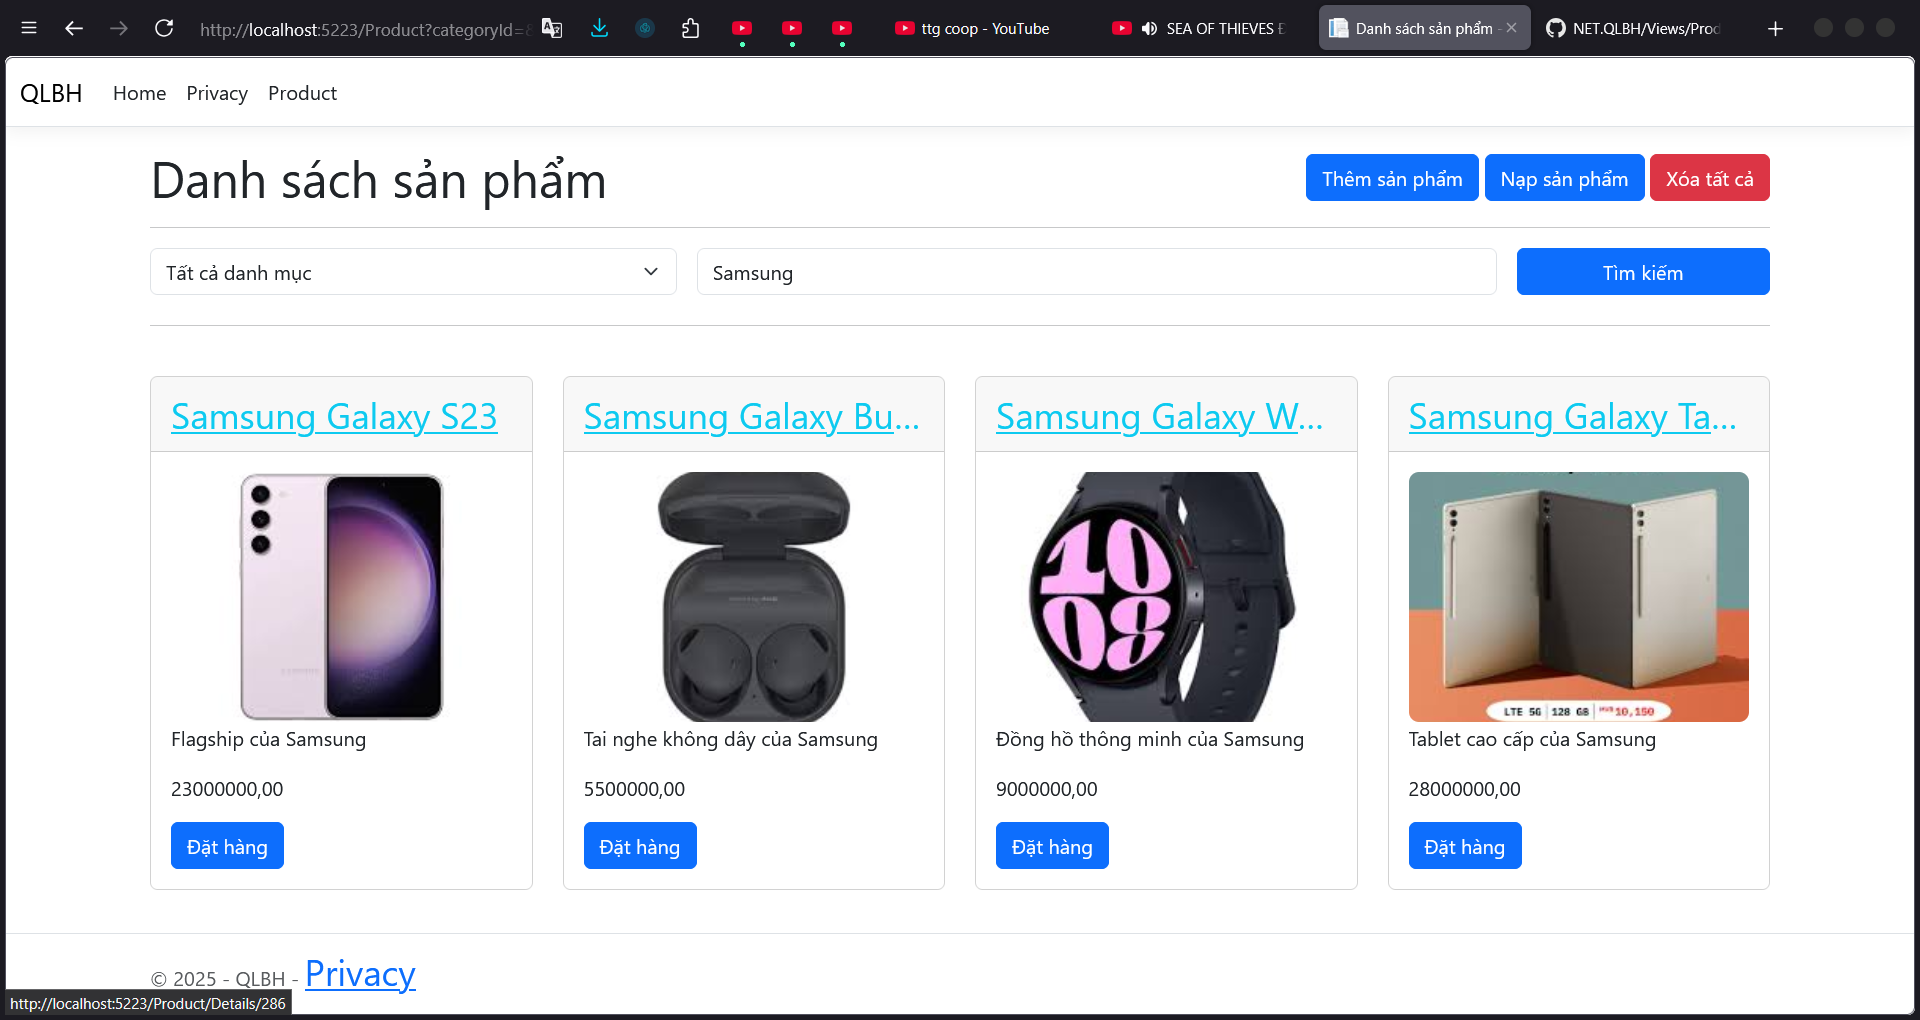 http://localhost:5223/Product?categoryId=8
ttg coop - YouTube
SEA OF THIEVES
Danh sách sản phẩm -
NET.QLBH/Views/Prod
QLBH Home Privacy Product
Danh sách sản phẩm
Thêm sản phẩm Nạp sản phẩm Xóa tất cả
Tất cả danh mục Samsung Tìm kiếm
Samsung Galaxy S23
Flagship của Samsung
23000000,00
Đặt hàng
Samsung Galaxy Bu...
Tai nghe không dây của Samsung
5500000,00
Đặt hàng
Samsung Galaxy W...
10
08
Đồng hồ thông minh của Samsung
9000000,00
Đặt hàng
Samsung Galaxy Ta...
LTE 5G 128 GB 10,150
Tablet cao cấp của Samsung
28000000,00
Đặt hàng
© 2025 - QLBH - Privacy
http://localhost:5223/Product/Details/286